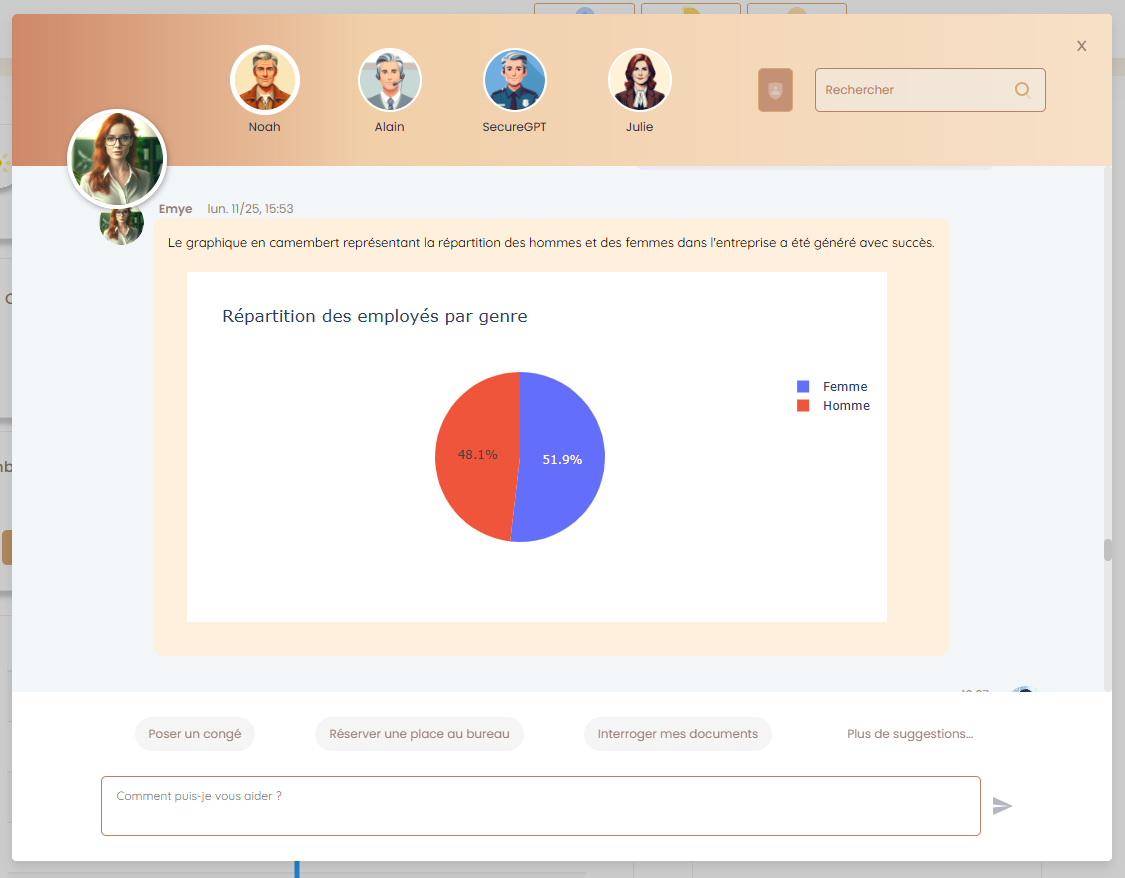 X
Noah
Alain
SecureGPT
Julie
Rechercher
Emye lun. 11/25, 15:53
Le graphique en camembert représentant la répartition des hommes et des femmes dans l'entreprise a été généré avec succès.
Répartition des employés par genre
Femme
Homme
48.1%
51.9%
Poser un congé
Réserver une place au bureau
Interroger mes documents
Plus de suggestions...
Comment puis-je vous aider ?